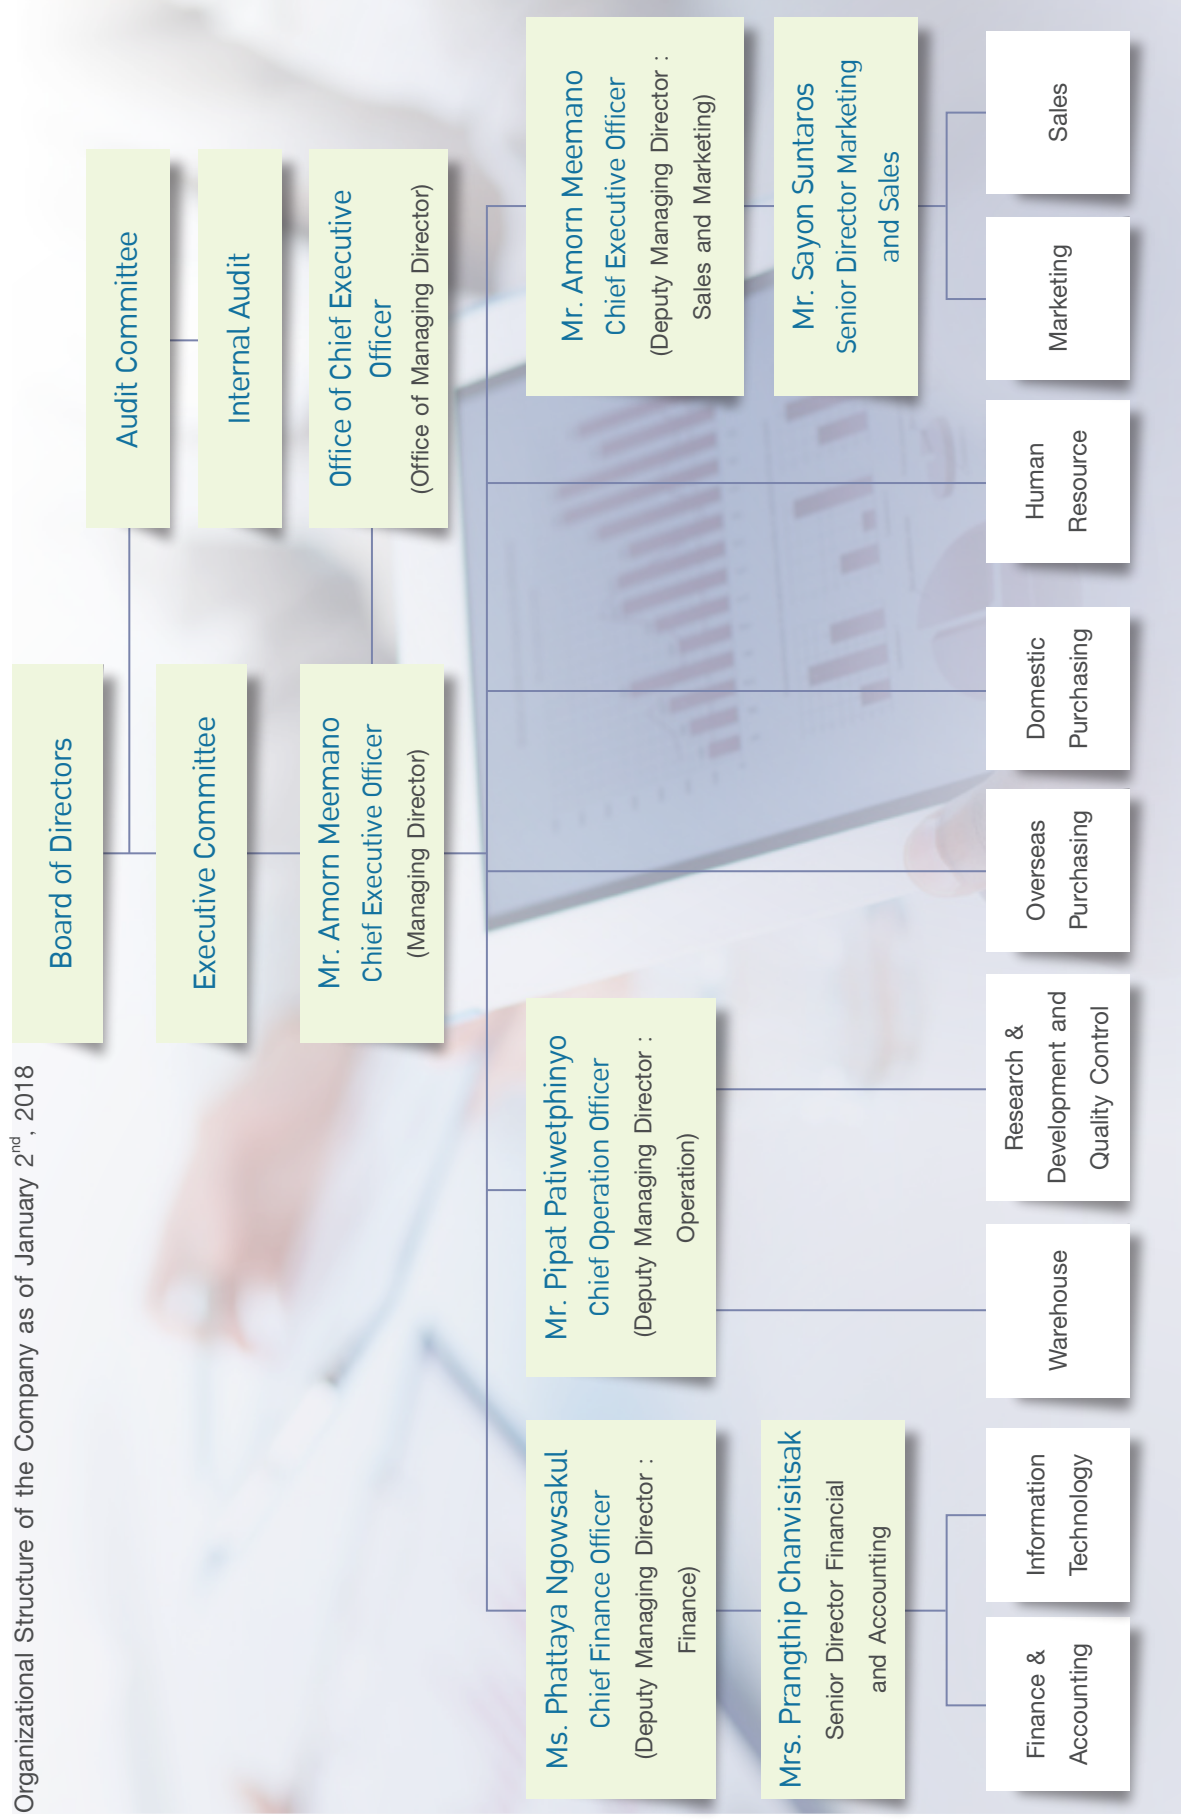 Organizational Structure of the Company as of January 2nd, 2018
Board of Directors
Audit Committee
Executive Committee
Internal Audit
Mr. Amorn Meemano
Chief Executive Officer
(Managing Director)
Office of Chief Executive
Officer
(Office of Managing Director)
Ms. Phattaya Ngowsakul
Chief Finance Officer
(Deputy Managing Director :
Finance)
Mr. Pipat Patiwetphinyo
Chief Operation Officer
(Deputy Managing Director :
Operation)
Mr. Amorn Meemano
Chief Executive Officer
(Deputy Managing Director :
Sales and Marketing)
Mrs. Prangthip Chanvisitsak
Senior Director Financial
and Accounting
Mr. Sayon Suntaros
Senior Director Marketing
and Sales
Finance &
Accounting
Information
Technology
Warehouse
Research &
Development and
Quality Control
Overseas
Purchasing
Domestic
Purchasing
Human
Resource
Marketing
Sales